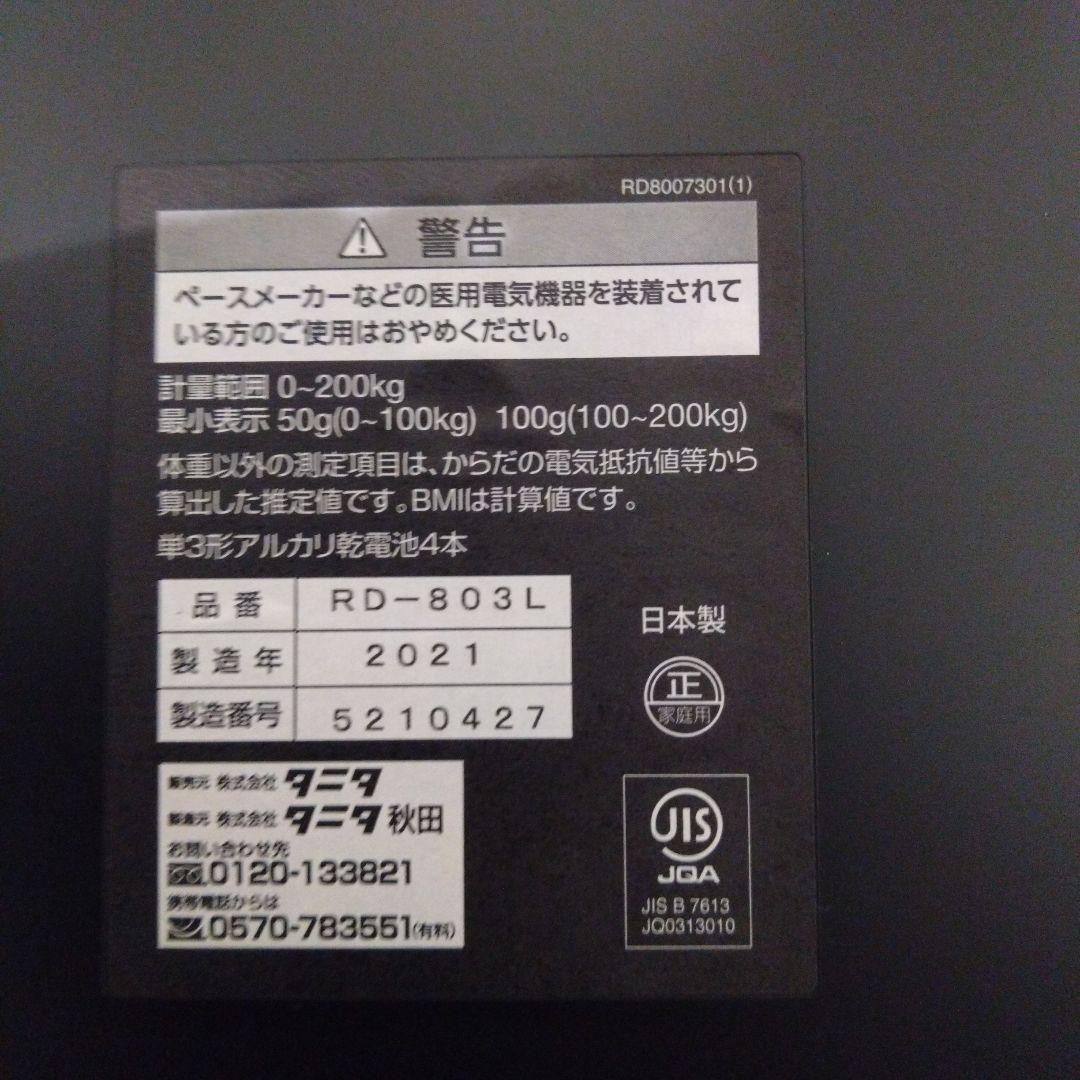 RD8007301(1)
警告
ペースメーカーなどの医用電気機器を装着されて
いる方のご使用はおやめください。
計量範囲 0~200kg
最小表示 50g(0~100kg) 100g(100~200kg)
体重以外の測定項目は、からだの電気抵抗値等から
算出した推定値です。BMIは計算値です。
単3形アルカリ乾電池4本
品番 RD-803L
製造年 2021
製造番号 5210427
日本製
正
家庭用
販売元 株式会社 タニタ
製造元 株式会社 タニタ秋田
お問い合わせ先
0120-133821
携帯電話からは
0570-783551(有料)
JIS
JQA
JIS B 7613
JQ0313010